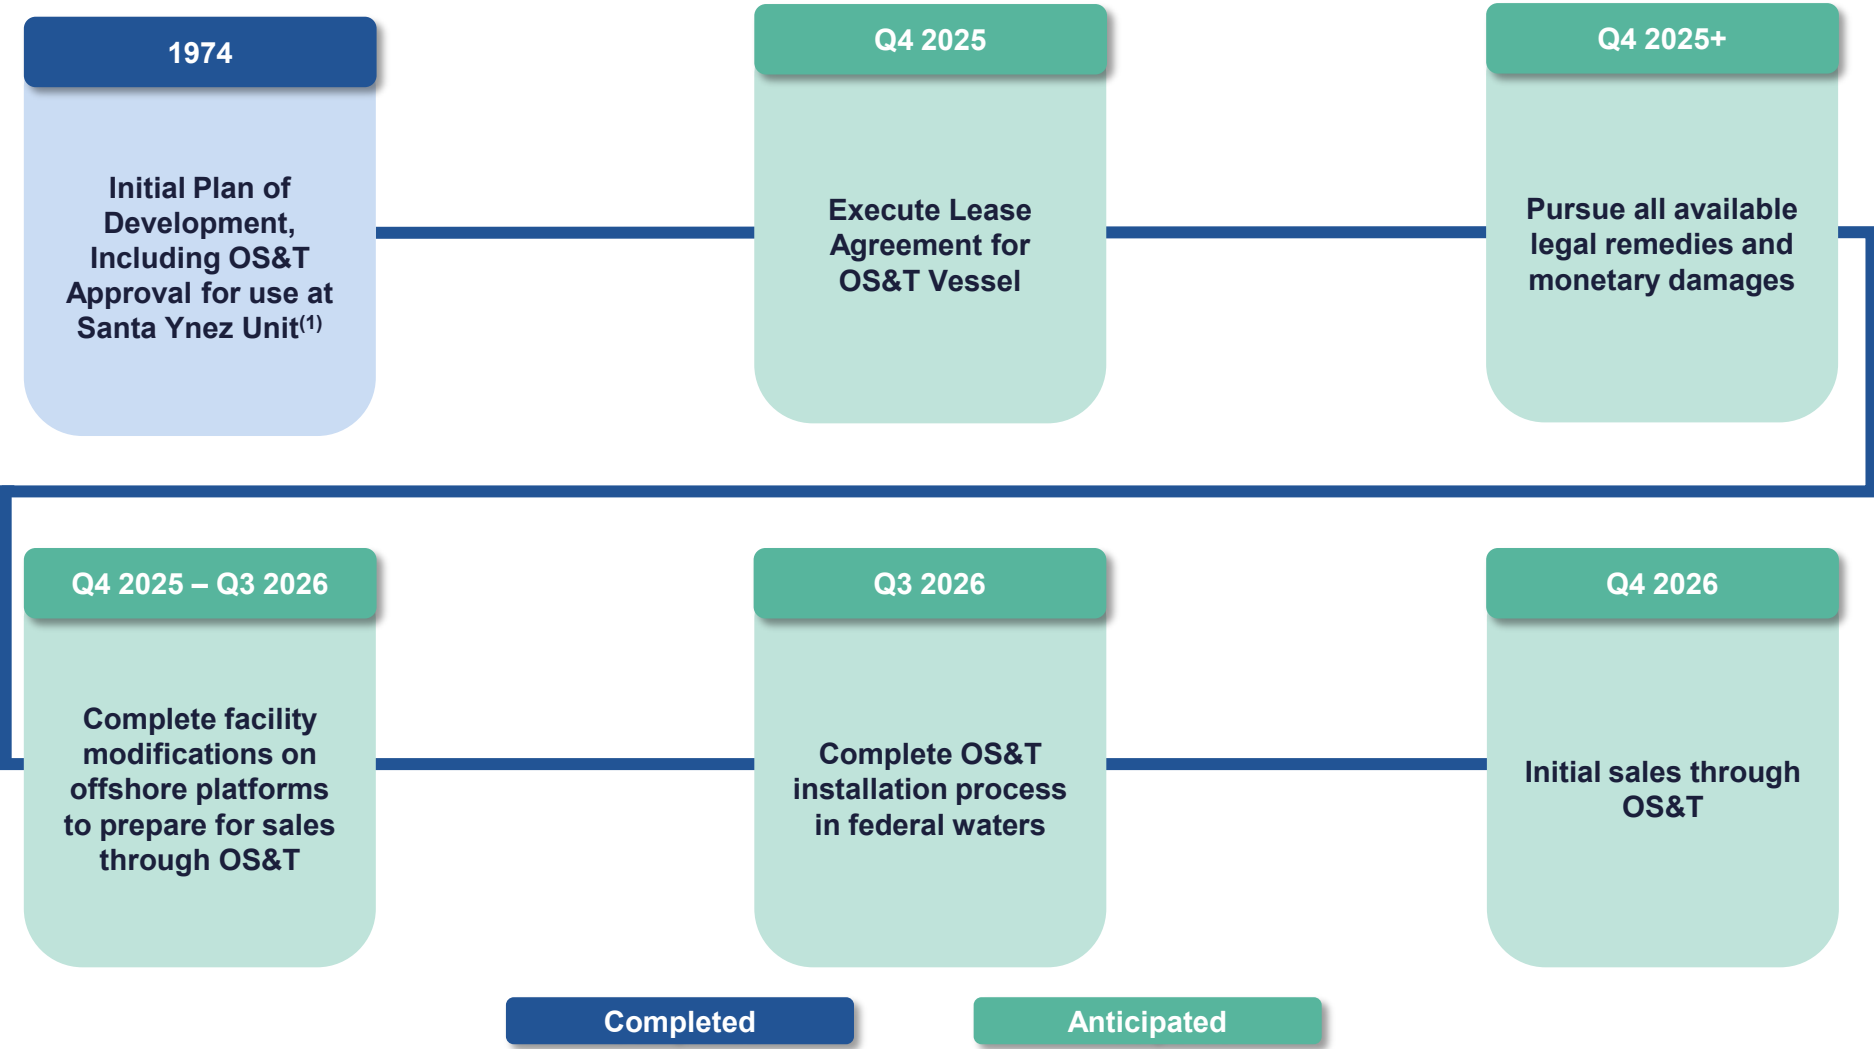 1974
Initial Plan of
Development,
Including OS&T
Approval for use at
Santa Ynez Unit(1)
Q4 2025
Execute Lease
Agreement for
OS&T Vessel
Q4 2025+
Pursue all available
legal remedies and
monetary damages
Q4 2025 – Q3 2026
Complete facility
modifications on
offshore platforms
to prepare for sales
through OS&T
Q3 2026
Complete OS&T
installation process
in federal waters
Q4 2026
Initial sales through
OS&T
Completed
Anticipated